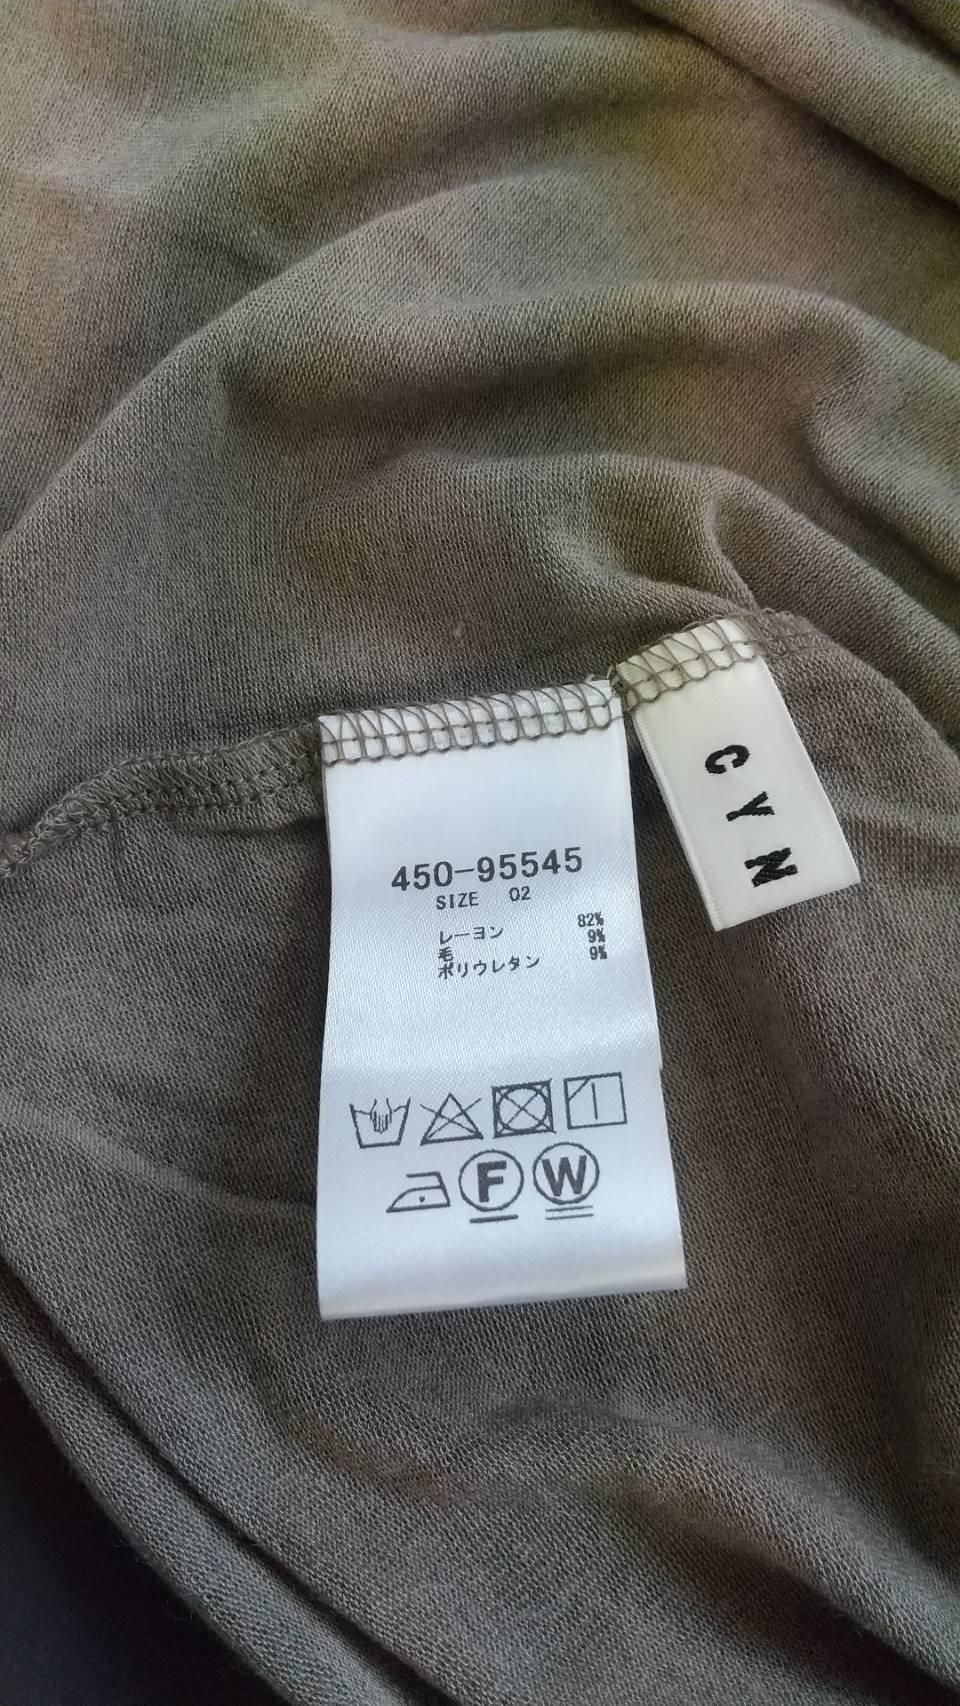 450-95545
SIZE 02
レーヨン 82%
毛 9%
ポリウレタン 9%
F W
CYN